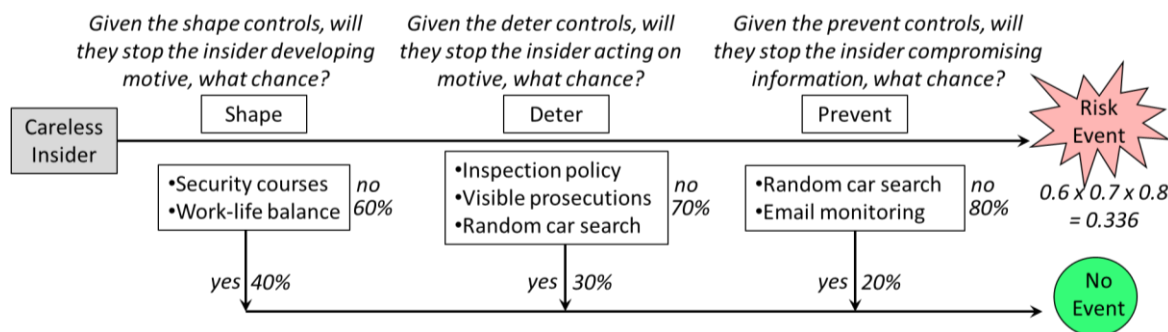 Given the shape controls, will
they stop the insider developing
motive, what chance?
Given the deter controls, will
they stop the insider acting on
motive, what chance?
Given the prevent controls, will
they stop the insider compromising
information, what chance?
Careless
Insider
Shape
Deter
Prevent
Risk
Event
•Security courses
•Work-life balance
no
60%
•Inspection policy
•Visible prosecutions
•Random car search
no
70%
•Random car search
•Email monitoring
no
80%
0.6 x 0.7 x 0.8
= 0.336
yes 40%
yes 30%
yes 20%
No
Event